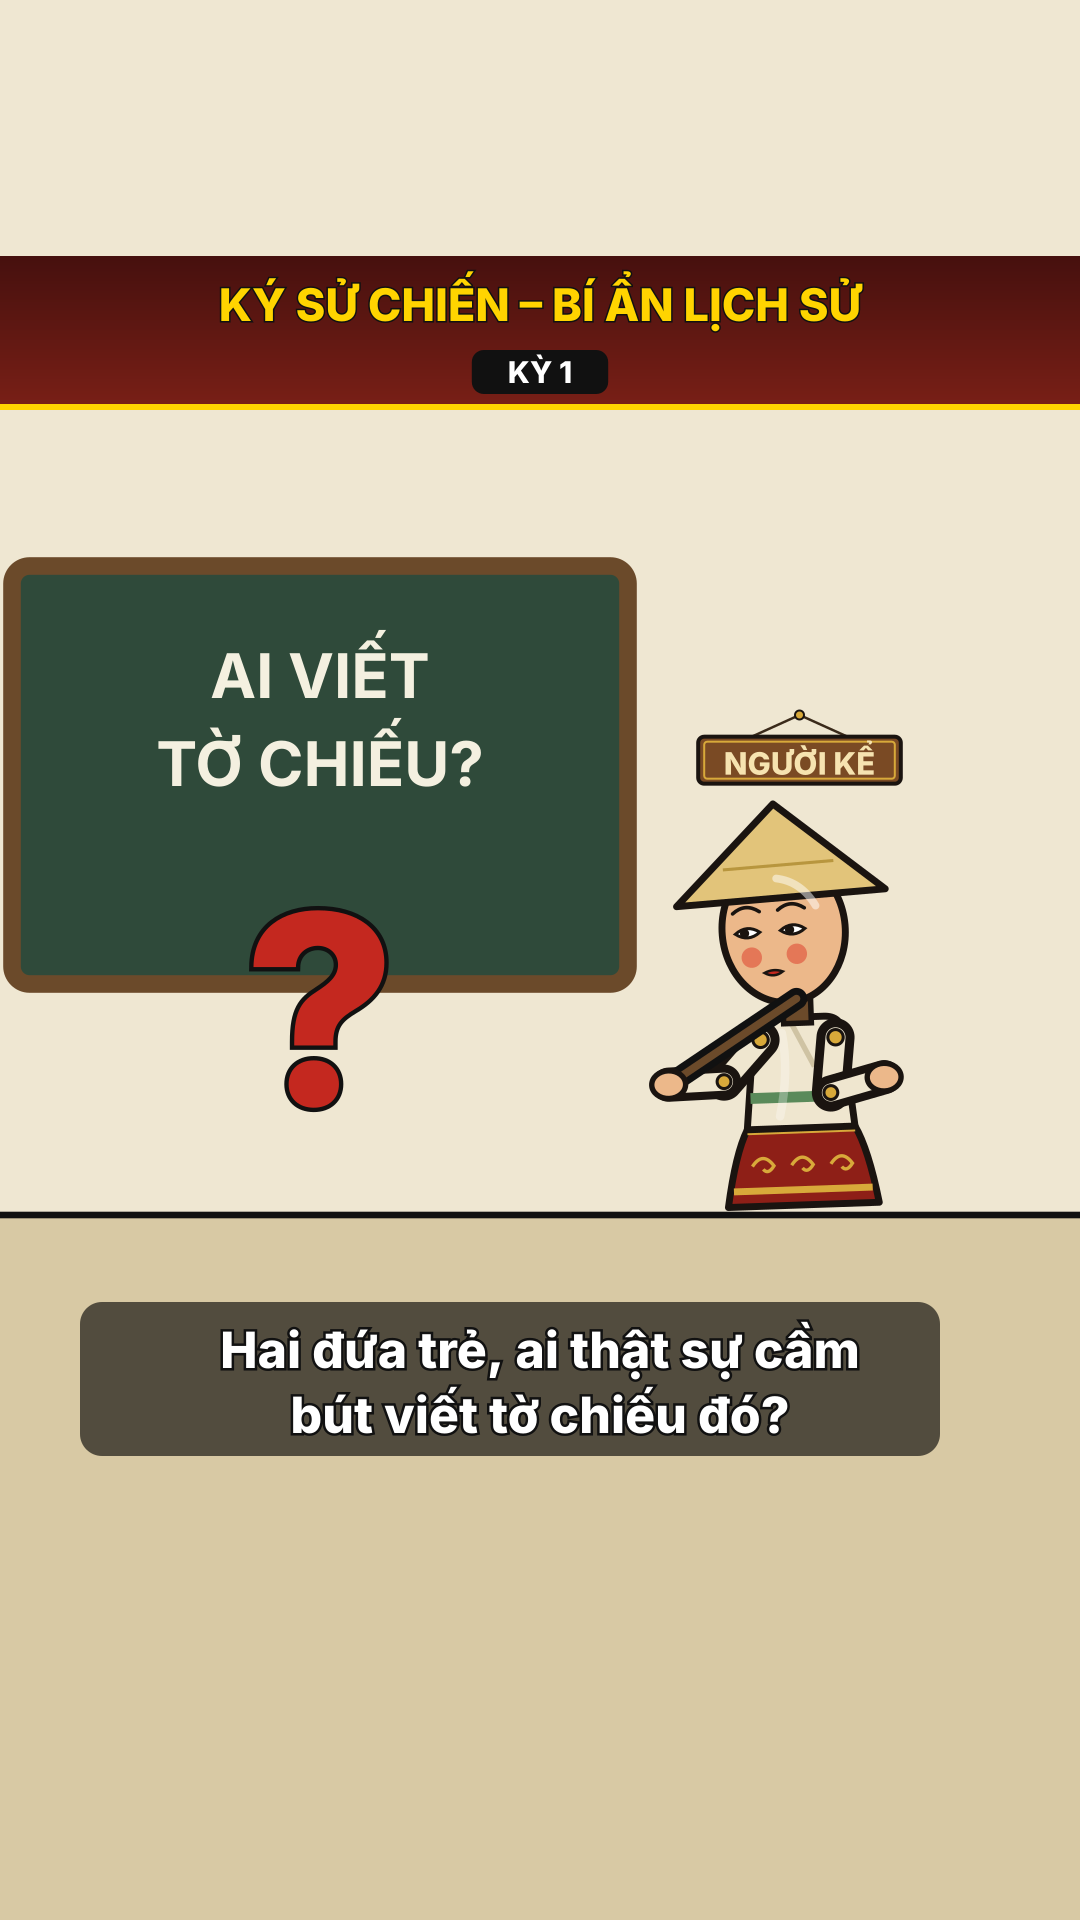 KÝ SỬ CHIẾN – BÍ ẨN LỊCH SỬ
KỲ 1
AI VIẾT
TỜ CHIẾU?
?
NGƯỜI KỂ
Hai đứa trẻ, ai thật sự cầm
bút viết tờ chiếu đó?